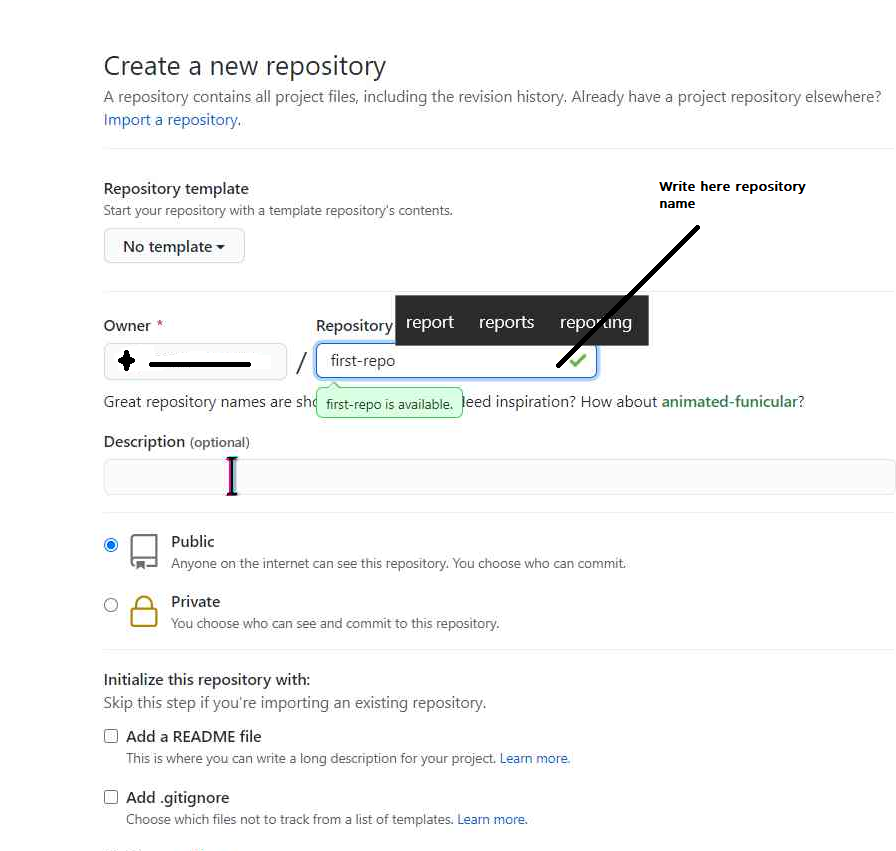 Create a new repository
A repository contains all project files, including the revision history. Already have a project repository elsewhere?
Import a repository.
Repository template
Start your repository with a template repository's contents.
Write here repository
name
No template
Owner *
Repository
report reports reporting
/
first-repo
Great repository names are sho
first-repo is available.
eed inspiration? How about animated-funicular?
Description (optional)
Public
Anyone on the internet can see this repository. You choose who can commit.
Private
You choose who can see and commit to this repository.
Initialize this repository with:
Skip this step if you're importing an existing repository.
Add a README file
This is where you can write a long description for your project. Learn more.
Add .gitignore
Choose which files not to track from a list of templates. Learn more.